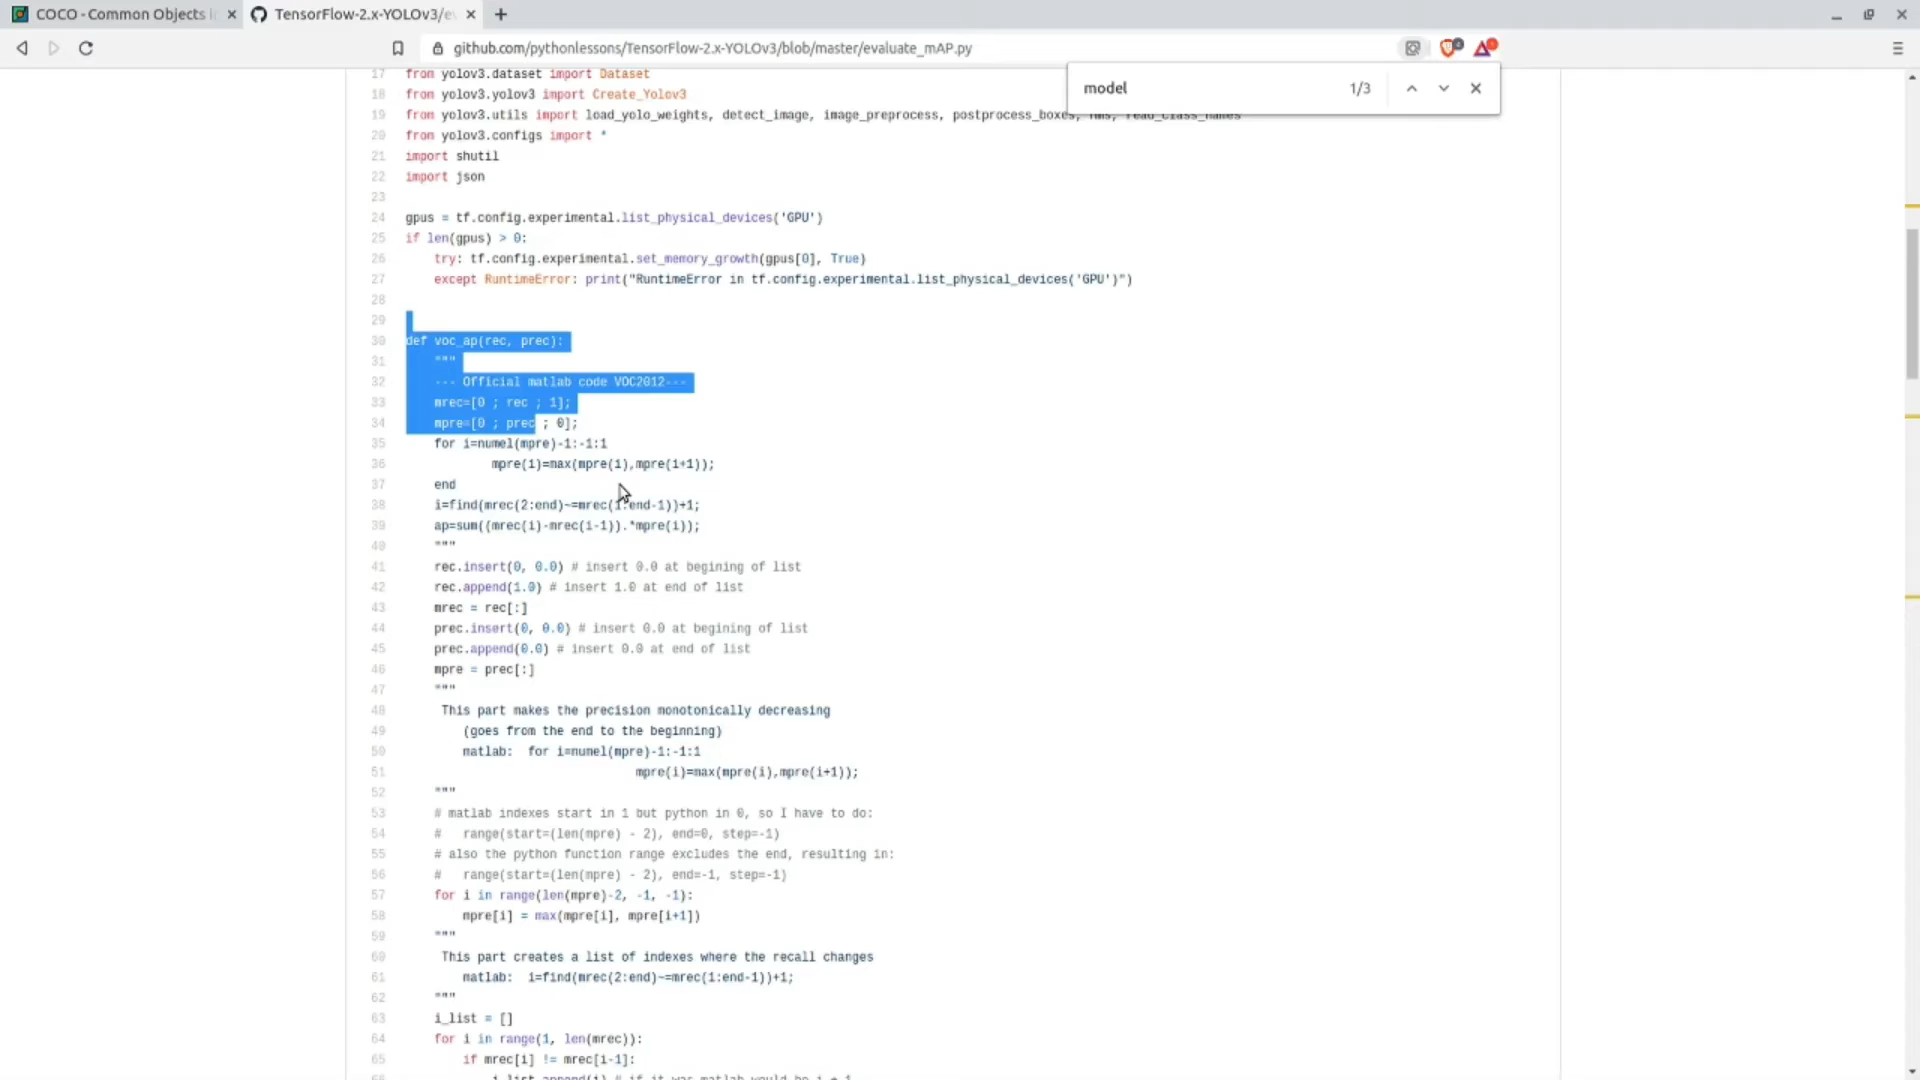 COCO - Common Objects i
TensorFlow-2.x-YOLOv3/ev
github.com/pythonlessons/TensorFlow-2.x-YOLOv3/blob/master/evaluate_mAP.py
model 1/3
17 from yolov3.dataset import Dataset
18 from yolov3.yolov3 import Create_Yolov3
19 from yolov3.utils import load_yolo_weights, detect_image, image_preprocess, postprocess_boxes, nms, read_class_names
20 from yolov3.configs import *
21 import shutil
22 import json
23
24 gpus = tf.config.experimental.list_physical_devices('GPU')
25 if len(gpus) > 0:
26 try: tf.config.experimental.set_memory_growth(gpus[0], True)
27 except RuntimeError: print("RuntimeError in tf.config.experimental.list_physical_devices('GPU')")
28
29
30 def voc_ap(rec, prec):
31 """
32 --- Official matlab code VOC2012---
33 mrec=[0 ; rec ; 1];
34 mpre=[0 ; prec ; 0];
35 for i=numel(mpre)-1:-1:1
36 mpre(i)=max(mpre(i),mpre(i+1));
37 end
38 i=find(mrec(2:end)~=mrec(1:end-1))+1;
39 ap=sum((mrec(i)-mrec(i-1)).*mpre(i));
40 """
41 rec.insert(0, 0.0) # insert 0.0 at begining of list
42 rec.append(1.0) # insert 1.0 at end of list
43 mrec = rec[:]
44 prec.insert(0, 0.0) # insert 0.0 at begining of list
45 prec.append(0.0) # insert 0.0 at end of list
46 mpre = prec[:]
47 """
48 This part makes the precision monotonically decreasing
49 (goes from the end to the beginning)
50 matlab: for i=numel(mpre)-1:-1:1
51 mpre(i)=max(mpre(i),mpre(i+1));
52 """
53 # matlab indexes start in 1 but python in 0, so I have to do:
54 # range(start=(len(mpre) - 2), end=0, step=-1)
55 # also the python function range excludes the end, resulting in:
56 # range(start=(len(mpre) - 2), end=-1, step=-1)
57 for i in range(len(mpre)-2, -1, -1):
58 mpre[i] = max(mpre[i], mpre[i+1])
59 """
60 This part creates a list of indexes where the recall changes
61 matlab: i=find(mrec(2:end)~=mrec(1:end-1))+1;
62 """
63 i_list = []
64 for i in range(1, len(mrec)):
65 if mrec[i] != mrec[i-1]:
66 i_list.append(i) # if it was matlab would be i + 1